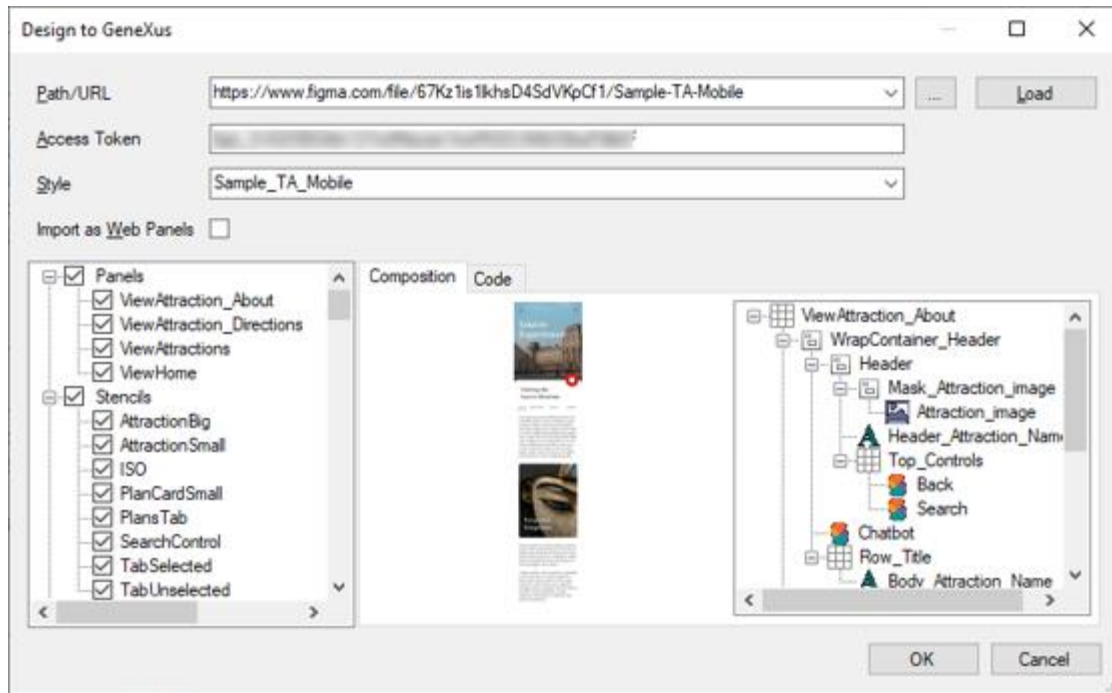 Design to GeneXus
Path/URL
https://www.figma.com/file/67Kz1is1lkhsD4SdVKpCf1/Sample-TA-Mobile
...
Load
Access Token
Style
Sample_TA_Mobile
Import as Web Panels
Panels
ViewAttraction_About
ViewAttraction_Directions
ViewAttractions
ViewHome
Stencils
AttractionBig
AttractionSmall
ISO
PlanCardSmall
PlansTab
SearchControl
TabSelected
TabUnselected
Composition
Code
ViewAttraction_About
WrapContainer_Header
Header
Mask_Attraction_image
Attraction_image
Header_Attraction_Nam
Top_Controls
Back
Search
Chatbot
Row_Title
Body_Attraction_Name
OK
Cancel